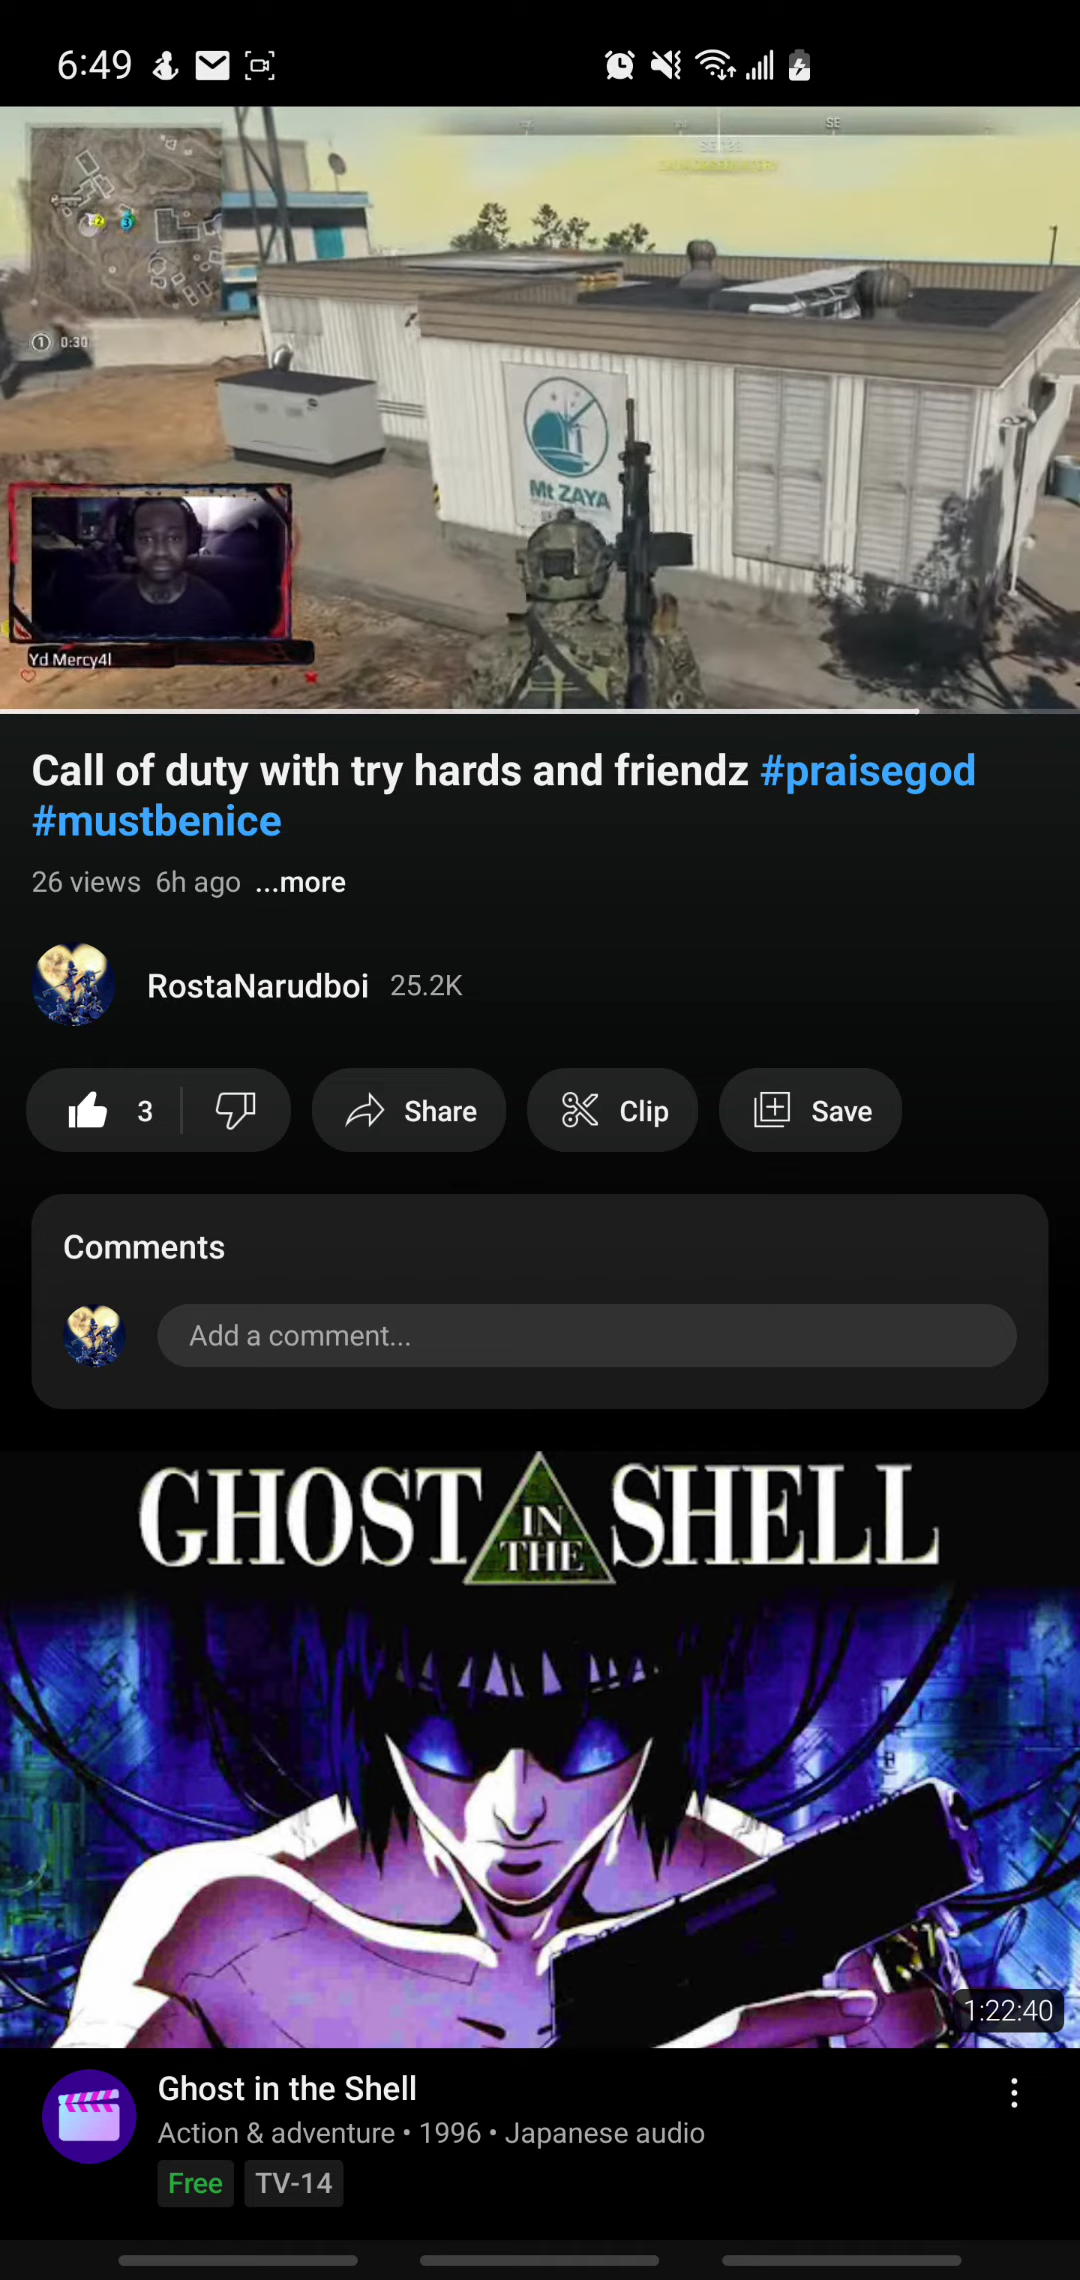 6:49
SE
1 0:30
Mt ZAYA
Yd Mercy4l
Call of duty with try hards and friendz #praisegod
#mustbenice
26 views 6h ago ...more
RostaNarudboi 25.2K
3 Share Clip Save
Comments
Add a comment...
GHOST IN THE SHELL
1:22:40
Ghost in the Shell
Action & adventure • 1996 • Japanese audio
Free TV-14